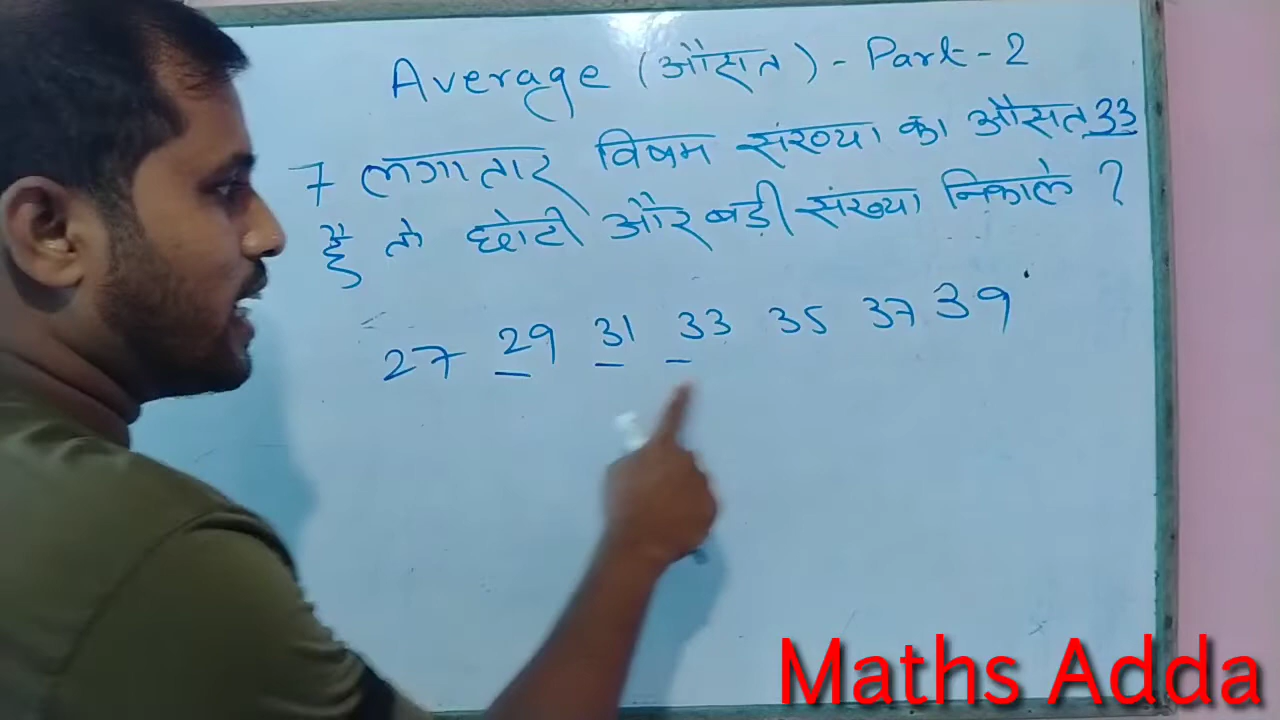 Average (औसत) - Part - 2
7 लगातार विषम संख्या का औसत 33
है तो छोटी और बड़ी संख्या निकाले ?
27 29 31 33 35 37 39
Maths Adda